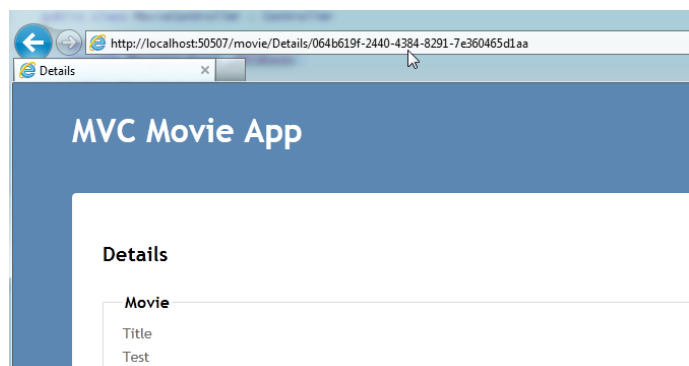 http://localhost:50507/movie/Details/064b619f-2440-4384-8291-7e360465d1aa
Details
MVC Movie App
Details
Movie
Title
Test